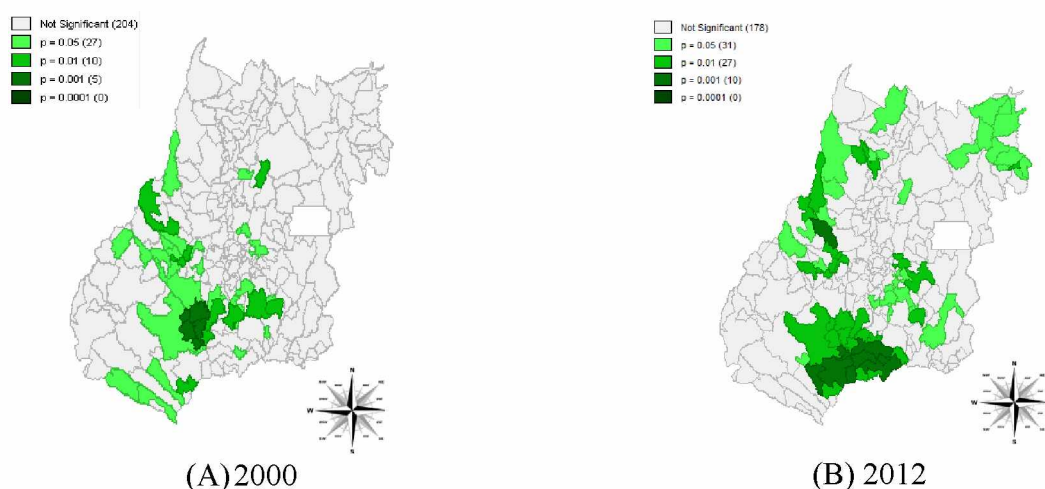 Not Significant (204)
p = 0.05 (27)
p = 0.01 (10)
p = 0.001 (5)
p = 0.0001 (0)
N
W
E
S
(A) 2000
Not Significant (178)
p = 0.05 (31)
p = 0.01 (27)
p = 0.001 (10)
p = 0.0001 (0)
N
W
E
S
(B) 2012